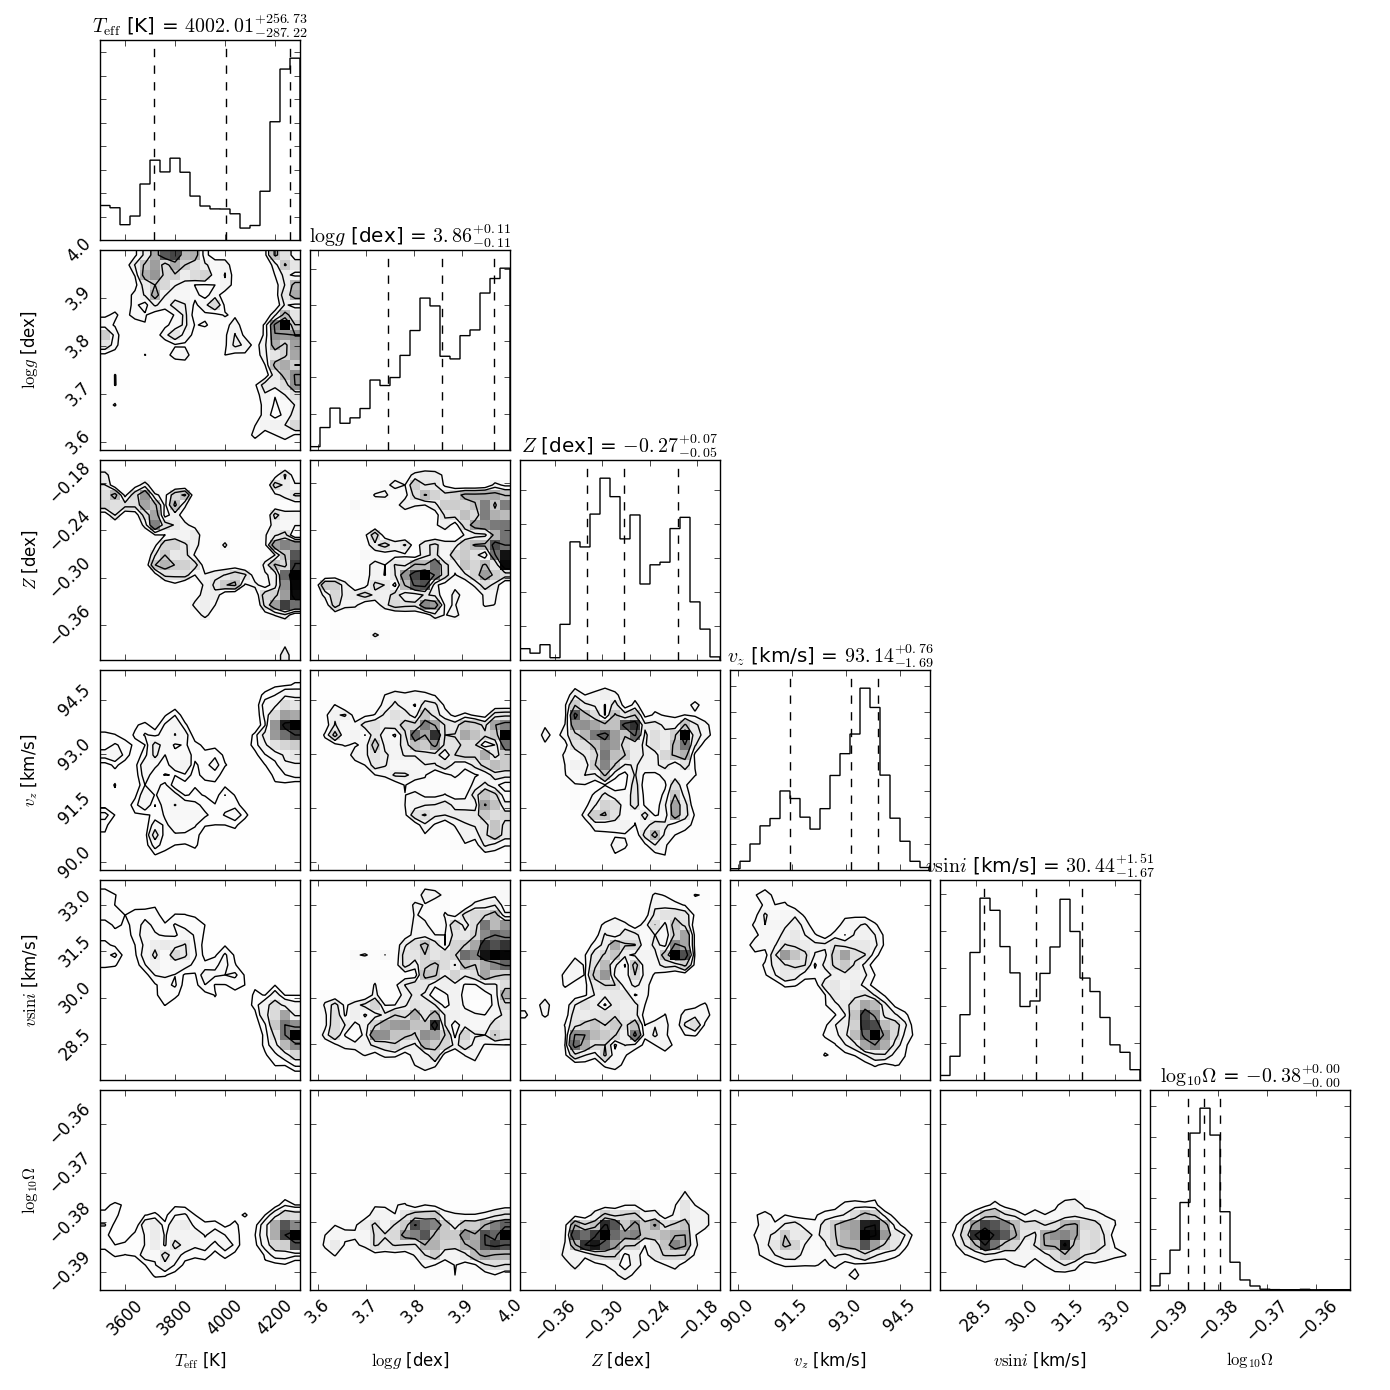 T_eff [K] = 4002.01^{+256.73}_{-287.22}
log g [dex] = 3.86^{+0.11}_{-0.11}
4.0
3.9
3.8
3.7
3.6
log g [dex]
Z [dex] = −0.27^{+0.07}_{-0.05}
−0.18
−0.24
−0.30
−0.36
Z [dex]
v_z [km/s] = 93.14^{+0.76}_{-1.69}
94.5
93.0
91.5
90.0
v_z [km/s]
v sin i [km/s] = 30.44^{+1.51}_{-1.67}
33.0
31.5
30.0
28.5
v sin i [km/s]
log_{10} Ω = −0.38^{+0.00}_{-0.00}
−0.36
−0.37
−0.38
−0.39
log_{10} Ω
3600 3800 4000 4200 3.6 3.7 3.8 3.9 4.0 −0.36 −0.30 −0.24 −0.18 90.0 91.5 93.0 94.5 28.5 30.0 31.5 33.0 −0.39 −0.38 −0.37 −0.36
T_eff [K] log g [dex] Z [dex] v_z [km/s] v sin i [km/s] log_{10} Ω